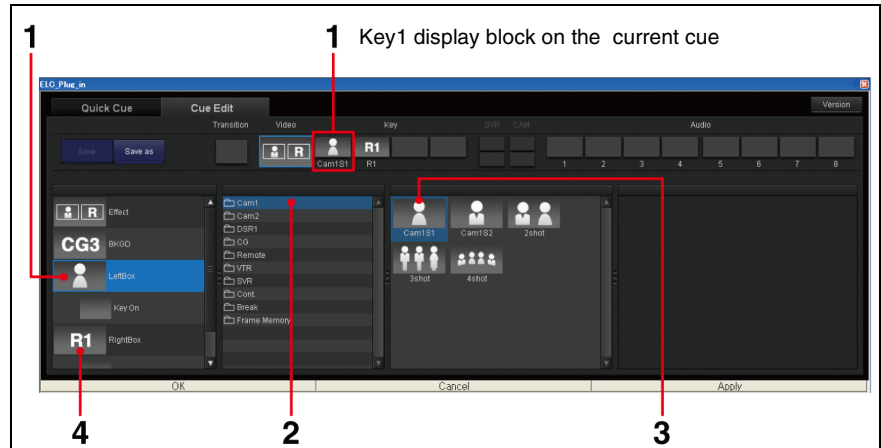 1
1 Key1 display block on the current cue
ELC_Plug_in
Quick Cue Cue Edit Version
Transition Video Key SVR CAM Audio
Save Save as
R R1
Cam1S1 R1 1 2 3 4 5 6 7 8
R Effect
CG3 BKGD
LeftBox
Key On
R1 RightBox
Cam1
Cam2
DSR1
CG
Remote
VTR
SVR
Cont.
Break
Frame Memory
Cam1S1 Cam1S2 2shot
3shot 4shot
OK Cancel Apply
4 2 3